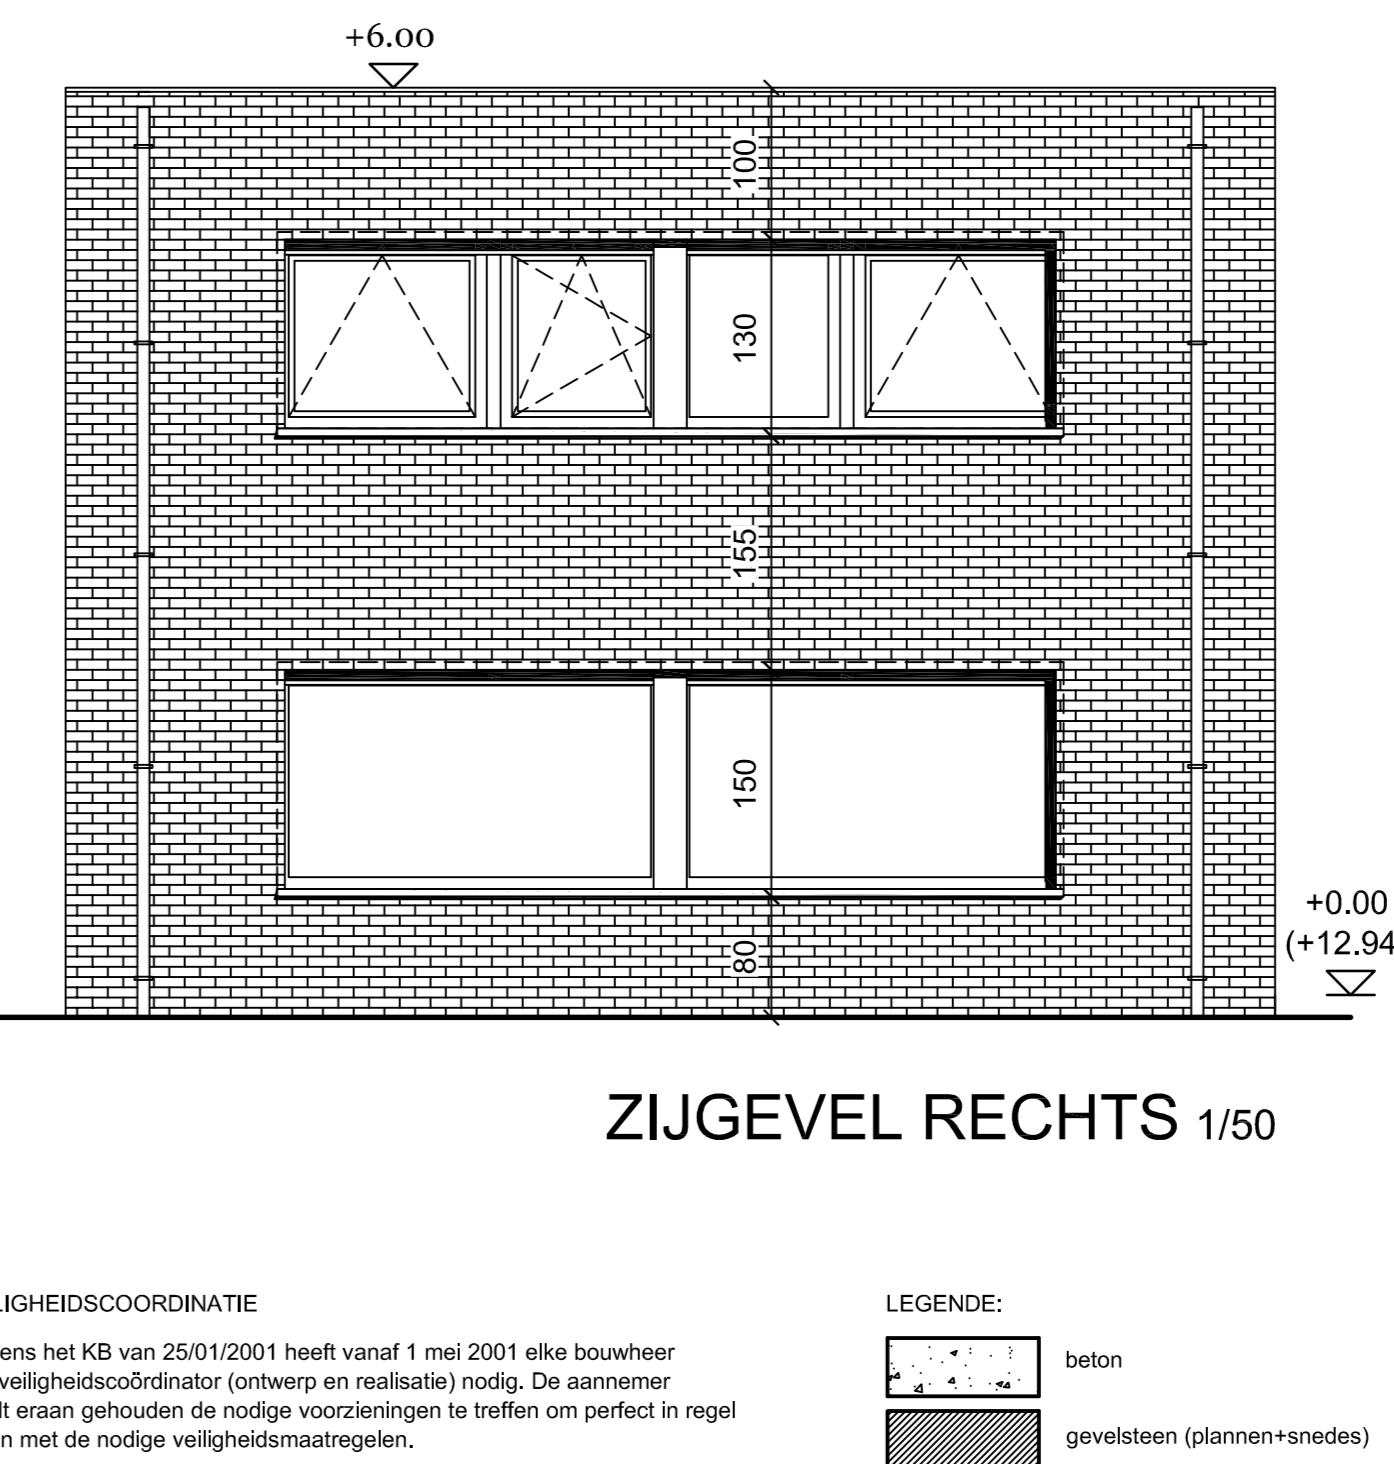 +6.00
100
130
155
150
80
+0.00
(+12.94
ZIJGEVEL RECHTS 1/50
LIGHEIDSCOORDINATIE
ens het KB van 25/01/2001 heeft vanaf 1 mei 2001 elke bouwheer
veiligheidscoördinator (ontwerp en realisatie) nodig. De aannemer
dt eraan gehouden de nodige voorzieningen te treffen om perfect in regel
n met de nodige veiligheidsmaatregelen.
LEGENDE:
beton
gevelsteen (plannen+snedes)